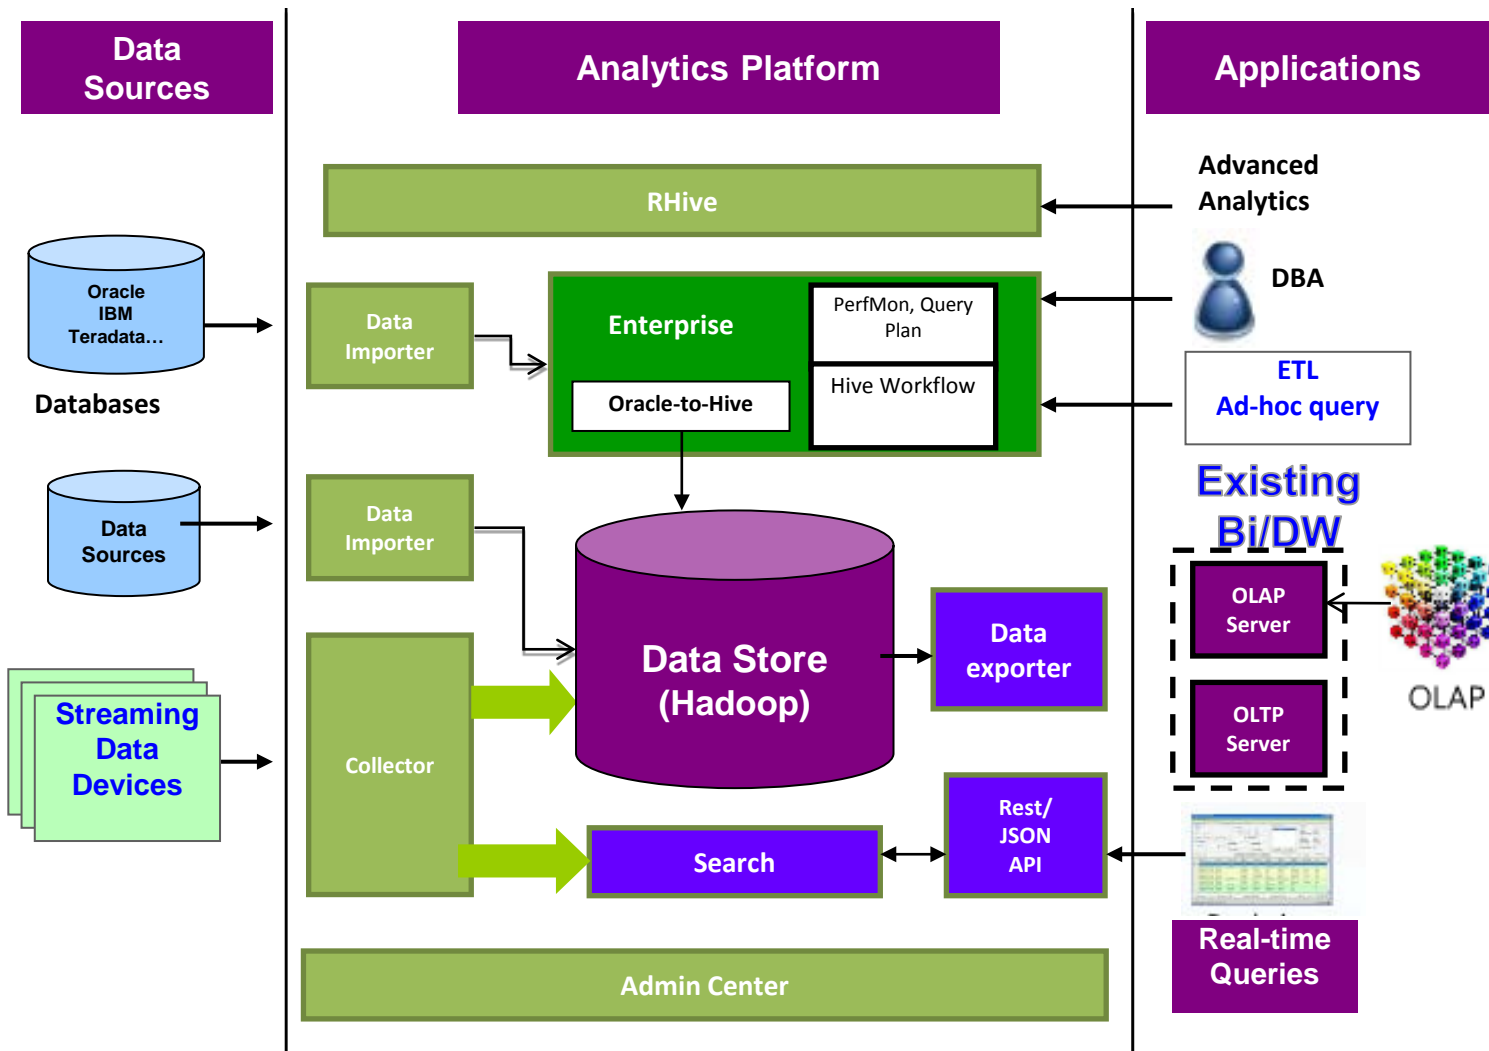 Data
Sources
Analytics Platform
Applications
RHive
Advanced
Analytics
Oracle
IBM
Teradata...
Databases
Data
Importer
Enterprise
PerfMon, Query
Plan
Hive Workflow
Oracle-to-Hive
DBA
ETL
Ad-hoc query
Data
Sources
Data
Importer
Existing
Bi/DW
OLAP
Server
OLAP
OLTP
Server
Data Store
(Hadoop)
Data
exporter
Streaming
Data
Devices
Collector
Search
Rest/
JSON
API
Real-time
Queries
Admin Center